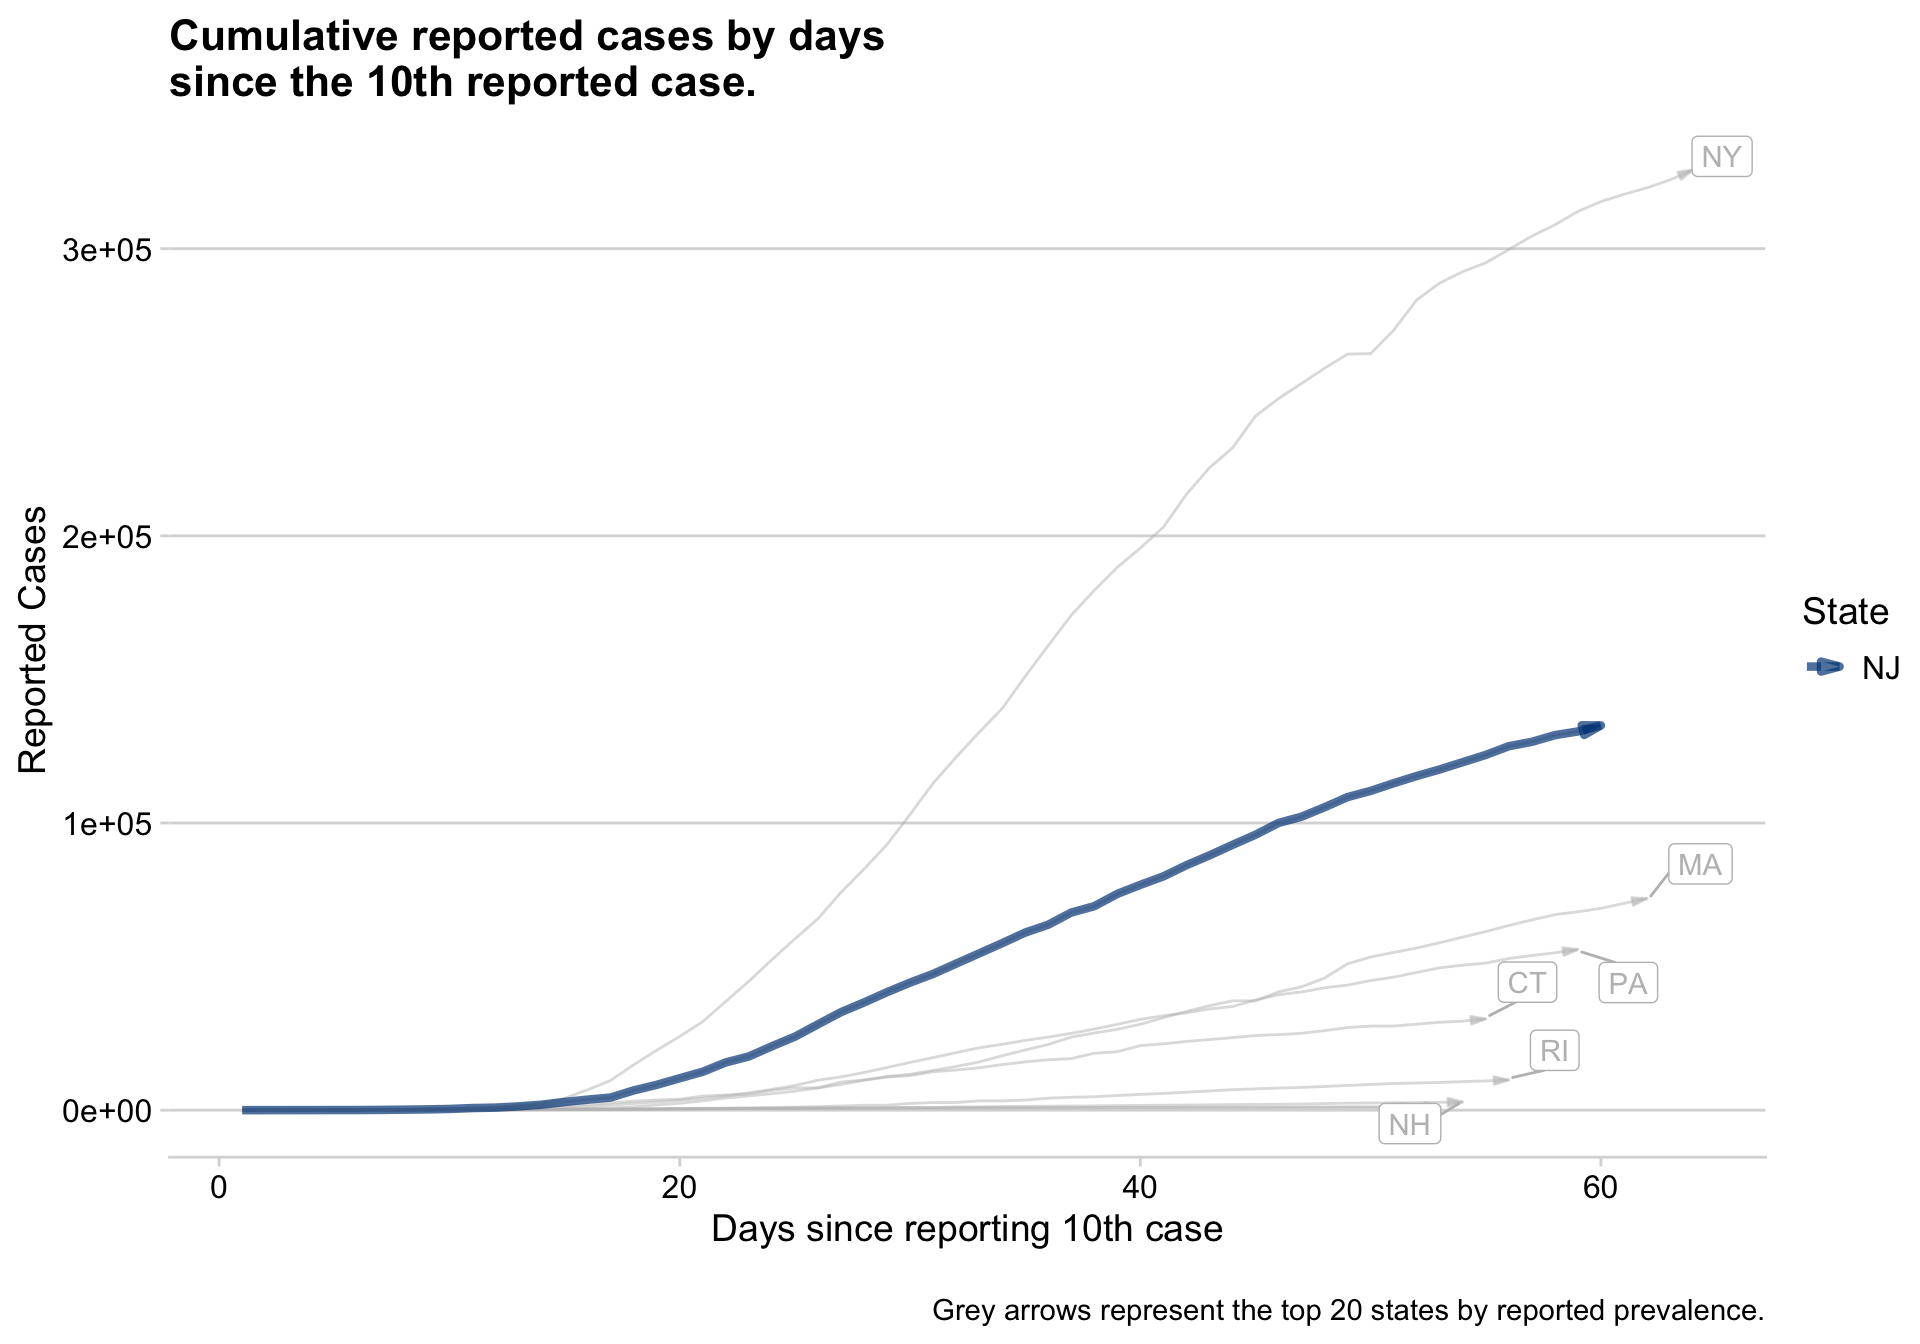 Cumulative reported cases by days
since the 10th reported case.
NY
3e+05
2e+05
1e+05
0e+00
Reported Cases
State
NJ
MA
CT
PA
RI
NH
0
20
40
60
Days since reporting 10th case
Grey arrows represent the top 20 states by reported prevalence.